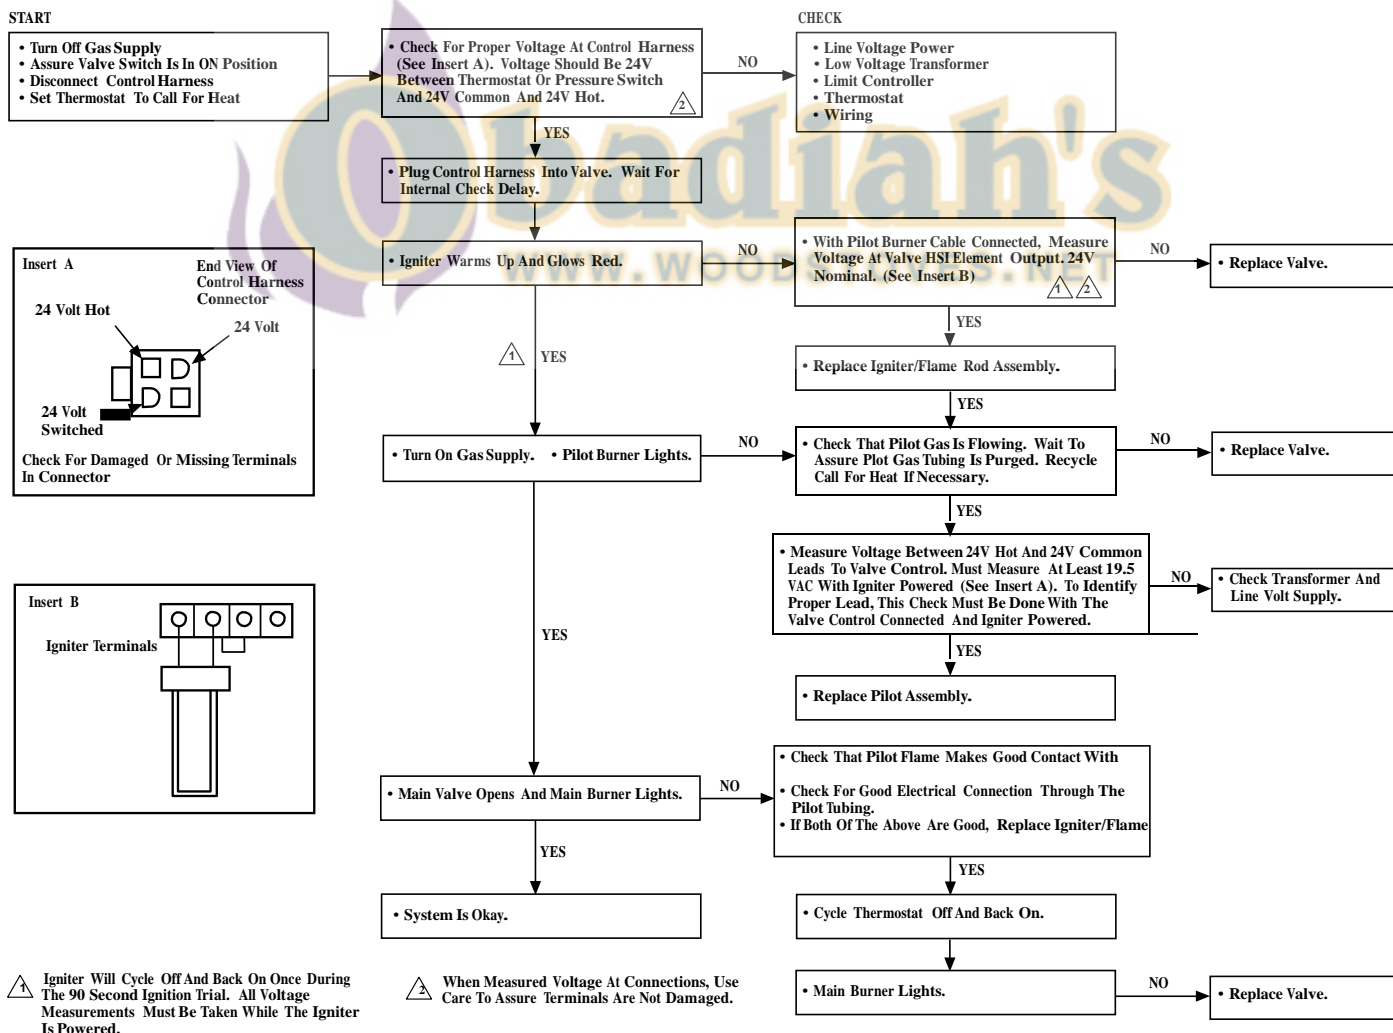 START
• Turn Off Gas Supply
• Assure Valve Switch Is In ON Position
• Disconnect Control Harness
• Set Thermostat To Call For Heat
• Check For Proper Voltage At Control Harness
(See Insert A). Voltage Should Be 24V
Between Thermostat Or Pressure Switch
And 24V Common And 24V Hot.
2
NO
CHECK
• Line Voltage Power
• Low Voltage Transformer
• Limit Controller
• Thermostat
• Wiring
YES
Obadiah's
WWW.WOODSTOVES.NET
• Plug Control Harness Into Valve. Wait For
Internal Check Delay.
• Igniter Warms Up And Glows Red.
NO
• With Pilot Burner Cable Connected, Measure
Voltage At Valve HSI Element Output. 24V
Nominal. (See Insert B)
1 2
NO
• Replace Valve.
YES
• Replace Igniter/Flame Rod Assembly.
YES
1
YES
• Turn On Gas Supply. • Pilot Burner Lights.
NO
• Check That Pilot Gas Is Flowing. Wait To
Assure Plot Gas Tubing Is Purged. Recycle
Call For Heat If Necessary.
NO
• Replace Valve.
YES
• Measure Voltage Between 24V Hot And 24V Common
Leads To Valve Control. Must Measure At Least 19.5
VAC With Igniter Powered (See Insert A). To Identify
Proper Lead, This Check Must Be Done With The
Valve Control Connected And Igniter Powered.
NO
• Check Transformer And
Line Volt Supply.
YES
• Replace Pilot Assembly.
YES
• Main Valve Opens And Main Burner Lights.
NO
• Check That Pilot Flame Makes Good Contact With
• Check For Good Electrical Connection Through The
Pilot Tubing.
• If Both Of The Above Are Good, Replace Igniter/Flame
YES
• Cycle Thermostat Off And Back On.
YES
• System Is Okay.
• Main Burner Lights.
NO
• Replace Valve.
Insert A
End View Of
Control Harness
Connector
24 Volt Hot
24 Volt
24 Volt
Switched
Check For Damaged Or Missing Terminals
In Connector
Insert B
Igniter Terminals
1 Igniter Will Cycle Off And Back On Once During
The 90 Second Ignition Trial. All Voltage
Measurements Must Be Taken While The Igniter
Is Powered.
2 When Measured Voltage At Connections, Use
Care To Assure Terminals Are Not Damaged.